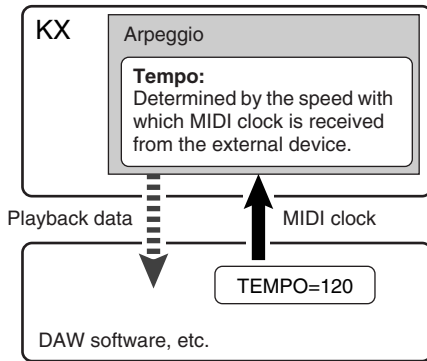 KX
Arpeggio
Tempo:
Determined by the speed with
which MIDI clock is received
from the external device.
Playback data
MIDI clock
TEMPO=120
DAW software, etc.